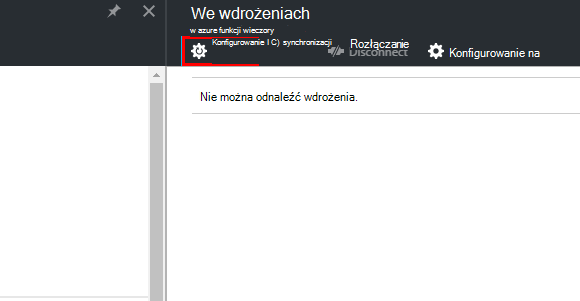 We wdrożeniach
w azure funkcji wieczory
Konfigurowanie I C) synchronizacji
Rozłączanie
Disconnect
Konfigurowanie na
Nie można odnaleźć wdrożenia.